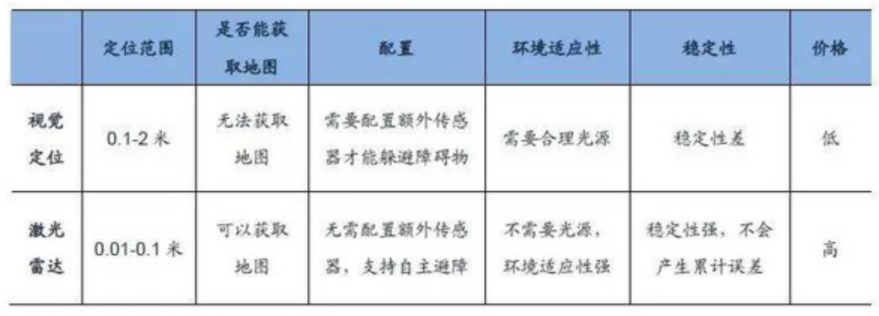 定位范围
是否能获
取地图
配置
环境适应性
稳定性
价格
视觉
定位
0.1-2 米
无法获取
地图
需要配置额外传感
器才能躲避障碍物
需要合理光源
稳定性差
低
激光
雷达
0.01-0.1 米
可以获取
地图
无需配置额外传感
器，支持自主避障
不需要光源，
环境适应性强
稳定性强，不会
产生累计误差
高